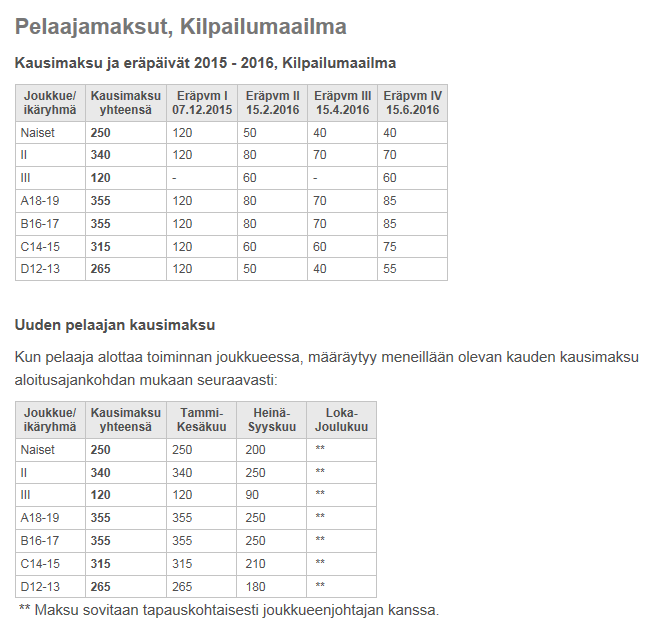 Pelaajamaksut, Kilpailumaailma
Kausimaksu ja eräpäivät 2015 - 2016, Kilpailumaailma
Joukkue/ Kausimaksu Eräpvm I Eräpvm II Eräpvm III Eräpvm IV
ikäryhmä yhteensä 07.12.2015 15.2.2016 15.4.2016 15.6.2016
Naiset 250 120 50 40 40
II 340 120 80 70 70
III 120 - 60 - 60
A18-19 355 120 80 70 85
B16-17 355 120 80 70 85
C14-15 315 120 60 60 75
D12-13 265 120 50 40 55
Uuden pelaajan kausimaksu
Kun pelaaja alottaa toiminnan joukkueessa, määräytyy meneillään olevan kauden kausimaksu
aloitusajankohdan mukaan seuraavasti:
Joukkue/ Kausimaksu Tammi- Heinä- Loka-
ikäryhmä yhteensä Kesäkuu Syyskuu Joulukuu
Naiset 250 250 200 **
II 340 340 250 **
III 120 120 90 **
A18-19 355 355 250 **
B16-17 355 355 250 **
C14-15 315 315 210 **
D12-13 265 265 180 **
** Maksu sovitaan tapauskohtaisesti joukkueenjohtajan kanssa.